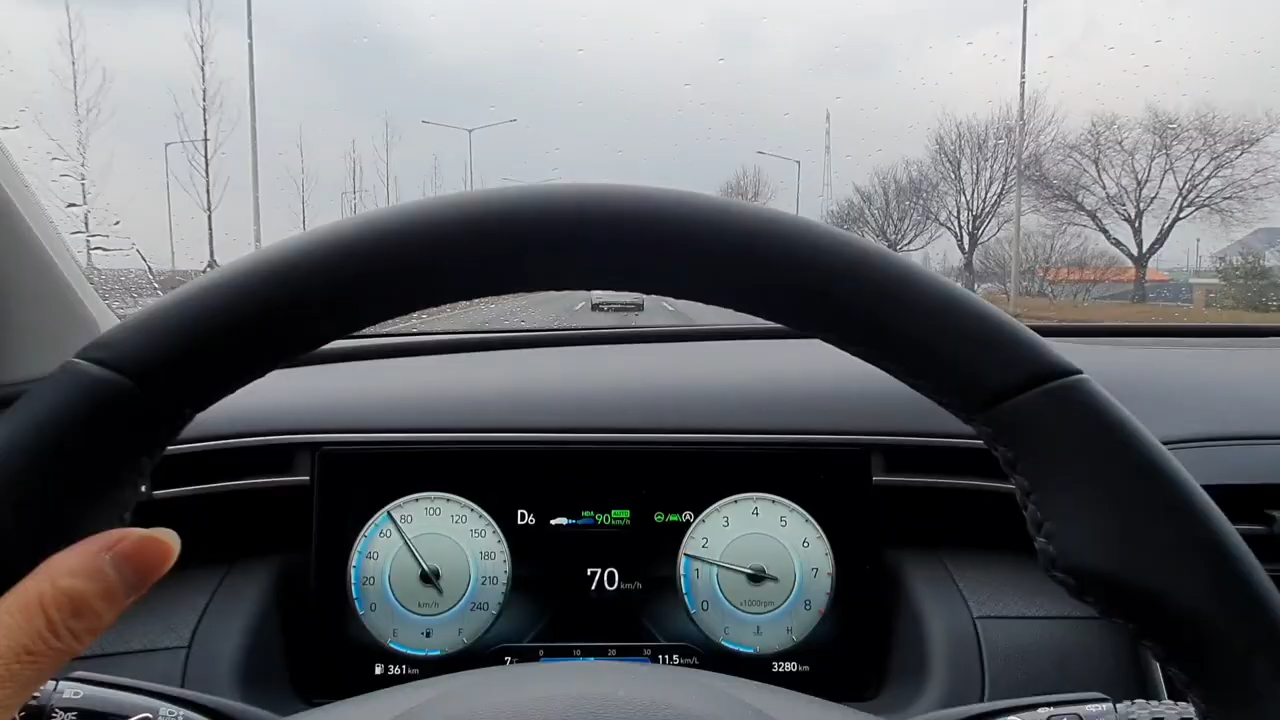 D6
HDA
AUTO
90 km/h
70 km/h
0 20 40 60 80 100 120 150 180 210 240
km/h
E F
0 1 2 3 4 5 6 7 8
x1000rpm
C H
361 km
0 10 20 30
11.5 km/L
3280 km